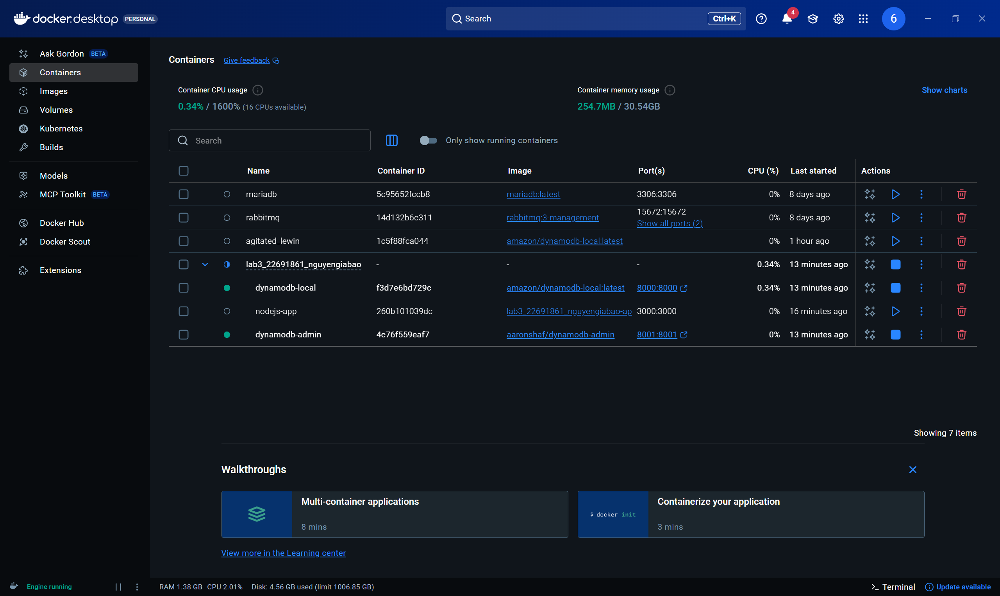 docker.desktop PERSONAL
Search Ctrl+K
4
6
Ask Gordon BETA
Containers
Images
Volumes
Kubernetes
Builds
Models
MCP Toolkit BETA
Docker Hub
Docker Scout
Extensions
Containers Give feedback
Container CPU usage
0.34% / 1600% (16 CPUs available)
Container memory usage
254.7MB / 30.54GB
Show charts
Search
Only show running containers
Name Container ID Image Port(s) CPU (%) Last started Actions
mariadb 5c95652fccb8 mariadb:latest 3306:3306 0% 8 days ago
rabbitmq 14d132b6c311 rabbitmq:3-management 15672:15672 0% 8 days ago
Show all ports (2)
agitated_lewin 1c5f88fca044 amazon/dynamodb-local:latest 0% 1 hour ago
lab3_22691861_nguyengiabao - - - 0.34% 13 minutes ago
dynamodb-local f3d7e6bd729c amazon/dynamodb-local:latest 8000:8000 0.34% 13 minutes ago
nodejs-app 260b101039dc lab3_22691861_nguyengiabao-ap 3000:3000 0% 16 minutes ago
dynamodb-admin 4c76f559eaf7 aaronshaf/dynamodb-admin 8001:8001 0% 13 minutes ago
Showing 7 items
Walkthroughs
Multi-container applications
8 mins
$ docker init
Containerize your application
3 mins
View more in the Learning center
Engine running
RAM 1.38 GB CPU 2.01% Disk: 4.56 GB used (limit 1006.85 GB)
>_ Terminal
Update available